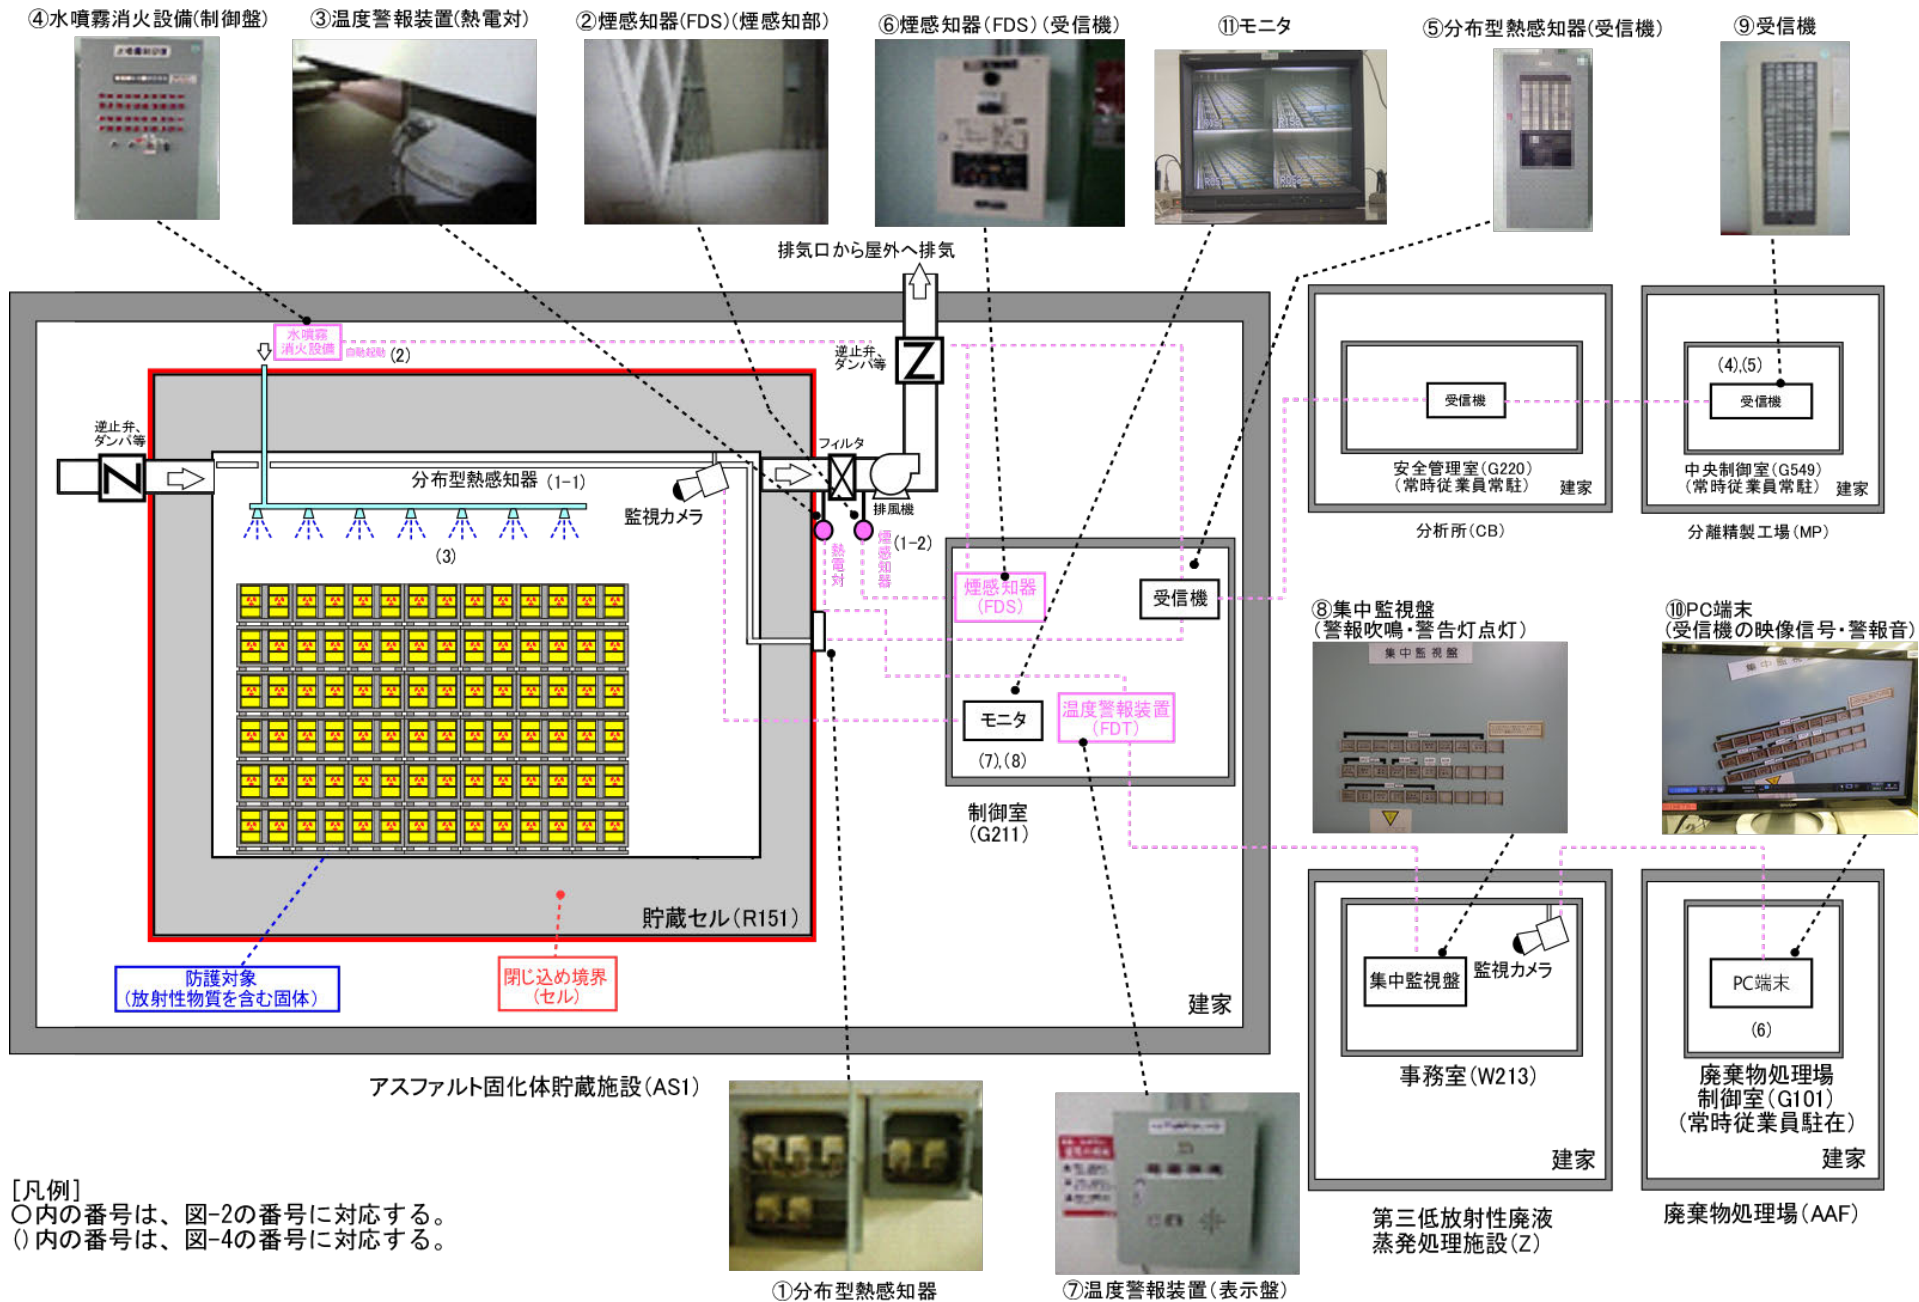 ④水噴霧消火設備(制御盤)
③温度警報装置(熱電対)
②煙感知器(FDS)(煙感知部)
⑥煙感知器(FDS)(受信機)
⑪モニタ
⑤分布型熱感知器(受信機)
⑨受信機
排気口から屋外へ排気
水噴霧
消火設備
自動起動
(2)
逆止弁、
ダンパ等
逆止弁、
ダンパ等
フィルタ
分布型熱感知器 (1-1)
監視カメラ
排風機
(3)
熱電対
煙感知器
(1-2)
煙感知器
(FDS)
受信機
モニタ
(7),(8)
温度警報装置
(FDT)
制御室
(G211)
貯蔵セル(R151)
防護対象
(放射性物質を含む固体)
閉じ込め境界
(セル)
建家
アスファルト固化体貯蔵施設(AS1)
受信機
安全管理室(G220)
(常時従業員常駐)
建家
分析所(CB)
(4),(5)
受信機
中央制御室(G549)
(常時従業員常駐)
建家
分離精製工場(MP)
⑧集中監視盤
(警報吹鳴・警告灯点灯)
集中監視盤
⑩PC端末
(受信機の映像信号・警報音)
集中監視盤
監視カメラ
事務室(W213)
建家
第三低放射性廃液
蒸発処理施設(Z)
PC端末
(6)
廃棄物処理場
制御室(G101)
(常時従業員駐在)
建家
廃棄物処理場(AAF)
[凡例]
○内の番号は、図-2の番号に対応する。
()内の番号は、図-4の番号に対応する。
①分布型熱感知器
⑦温度警報装置(表示盤)